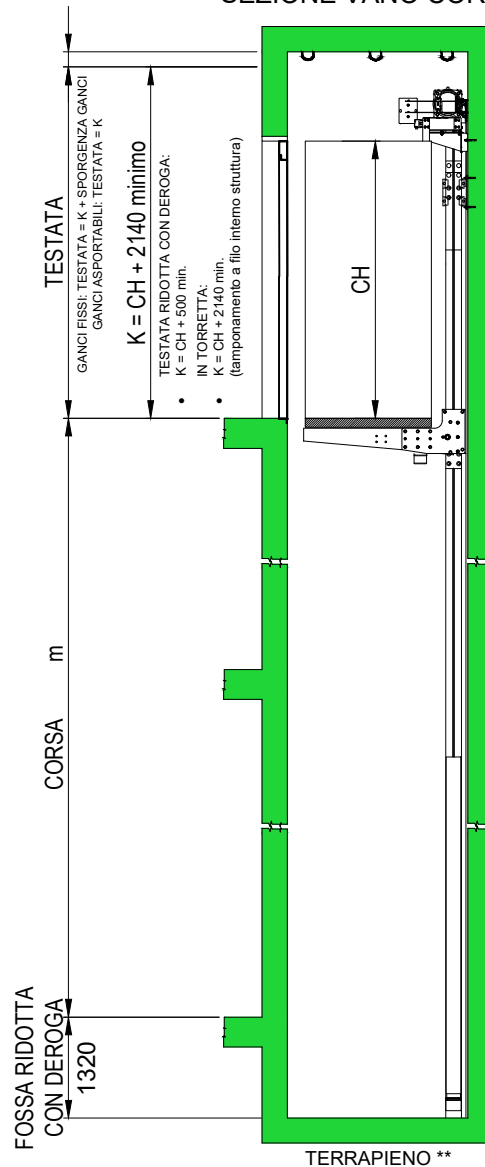 SEZIONE VANO COR
TESTATA
GANCI FISSI: TESTATA = K + SPORGENZA GANCI
GANCI ASPORTABILI: TESTATA = K
K = CH + 2140 minimo
TESTATA RIDOTTA CON DEROGA:
• K = CH + 500 min.
IN TORRETTA:
• K = CH + 2140 min.
(tamponamento a filo interno struttura)
CH
CORSA m
FOSSA RIDOTTA
CON DEROGA
1320
TERRAPIENO **